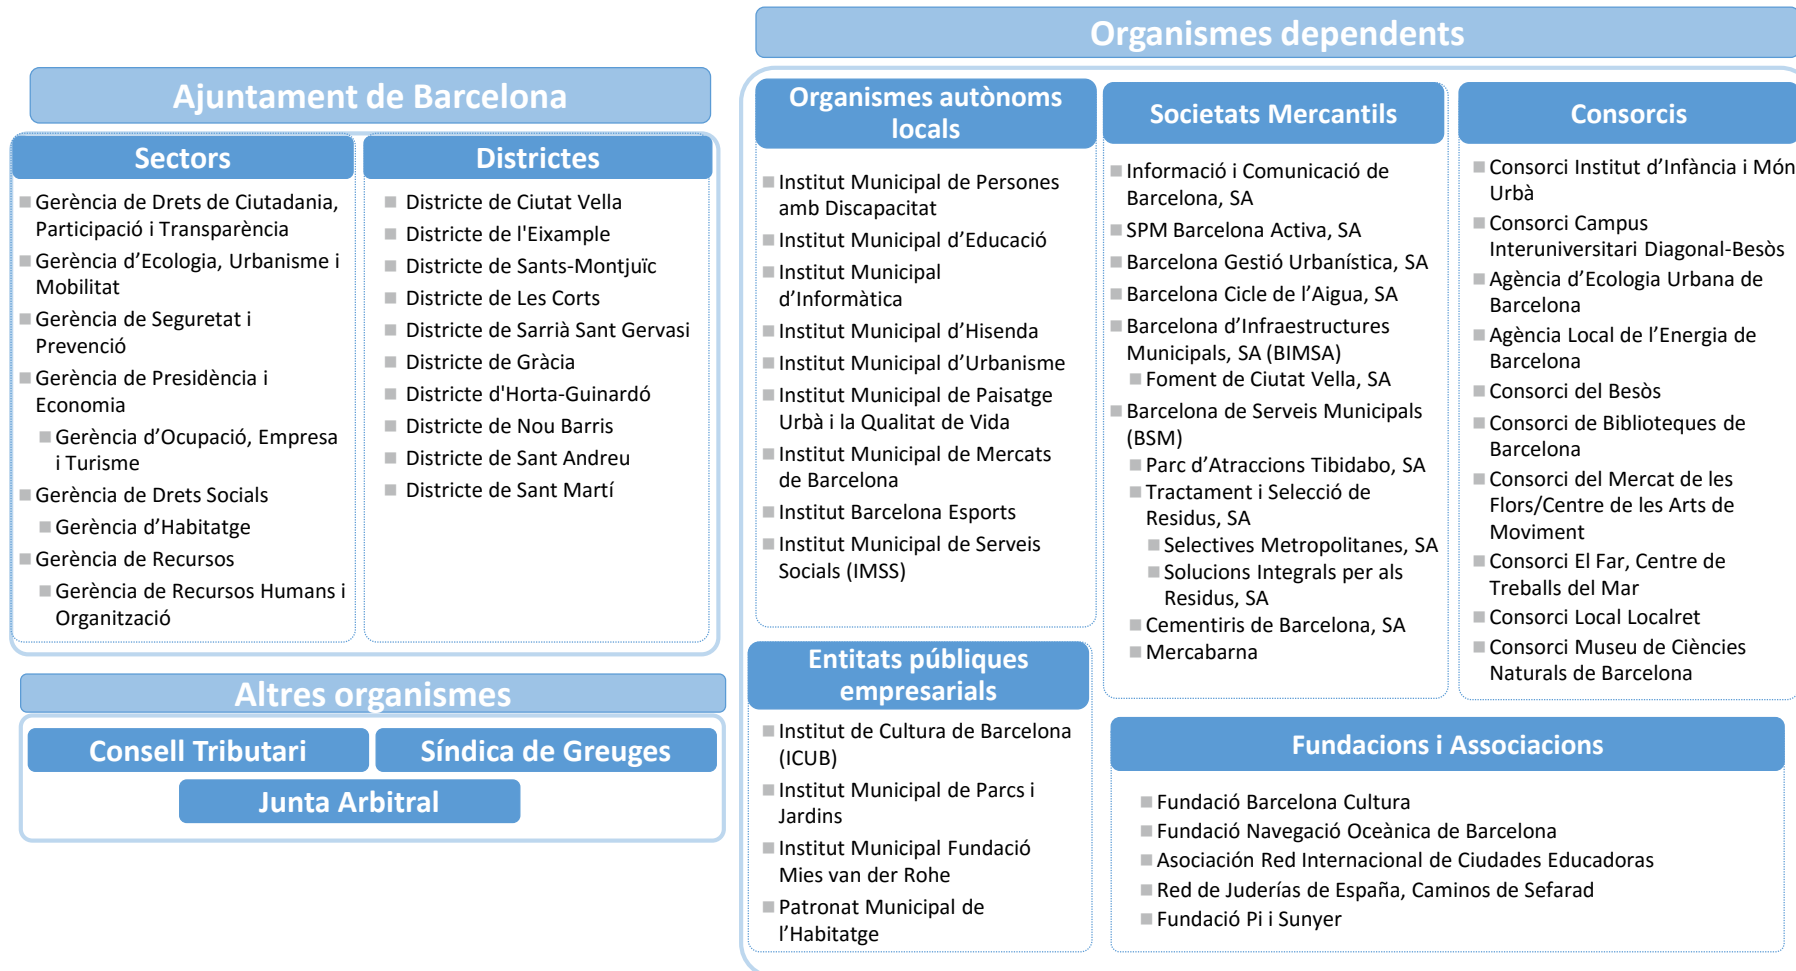 Ajuntament de Barcelona
Sectors
Gerència de Drets de Ciutadania,
Participació i Transparència
Gerència d’Ecologia, Urbanisme i
Mobilitat
Gerència de Seguretat i
Prevenció
Gerència de Presidència i
Economia
Gerència d’Ocupació, Empresa
i Turisme
Gerència de Drets Socials
Gerència d’Habitatge
Gerència de Recursos
Gerència de Recursos Humans i
Organització
Districtes
Districte de Ciutat Vella
Districte de l'Eixample
Districte de Sants-Montjuïc
Districte de Les Corts
Districte de Sarrià Sant Gervasi
Districte de Gràcia
Districte d'Horta-Guinardó
Districte de Nou Barris
Districte de Sant Andreu
Districte de Sant Martí
Altres organismes
Consell Tributari
Síndica de Greuges
Junta Arbitral
Organismes dependents
Organismes autònoms
locals
Institut Municipal de Persones
amb Discapacitat
Institut Municipal d’Educació
Institut Municipal
d’Informàtica
Institut Municipal d’Hisenda
Institut Municipal d’Urbanisme
Institut Municipal de Paisatge
Urbà i la Qualitat de Vida
Institut Municipal de Mercats
de Barcelona
Institut Barcelona Esports
Institut Municipal de Serveis
Socials (IMSS)
Entitats públiques
empresarials
Institut de Cultura de Barcelona
(ICUB)
Institut Municipal de Parcs i
Jardins
Institut Municipal Fundació
Mies van der Rohe
Patronat Municipal de
l’Habitatge
Societats Mercantils
Informació i Comunicació de
Barcelona, SA
SPM Barcelona Activa, SA
Barcelona Gestió Urbanística, SA
Barcelona Cicle de l’Aigua, SA
Barcelona d’Infraestructures
Municipals, SA (BIMSA)
Foment de Ciutat Vella, SA
Barcelona de Serveis Municipals
(BSM)
Parc d’Atraccions Tibidabo, SA
Tractament i Selecció de
Residus, SA
Selectives Metropolitanes, SA
Solucions Integrals per als
Residus, SA
Cementiris de Barcelona, SA
Mercabarna
Consorcis
Consorci Institut d’Infància i Món
Urbà
Consorci Campus
Interuniversitari Diagonal-Besòs
Agència d’Ecologia Urbana de
Barcelona
Agència Local de l’Energia de
Barcelona
Consorci del Besòs
Consorci de Biblioteques de
Barcelona
Consorci del Mercat de les
Flors/Centre de les Arts de
Moviment
Consorci El Far, Centre de
Treballs del Mar
Consorci Local Localret
Consorci Museu de Ciències
Naturals de Barcelona
Fundacions i Associacions
Fundació Barcelona Cultura
Fundació Navegació Oceànica de Barcelona
Asociación Red Internacional de Ciudades Educadoras
Red de Juderías de España, Caminos de Sefarad
Fundació Pi i Sunyer